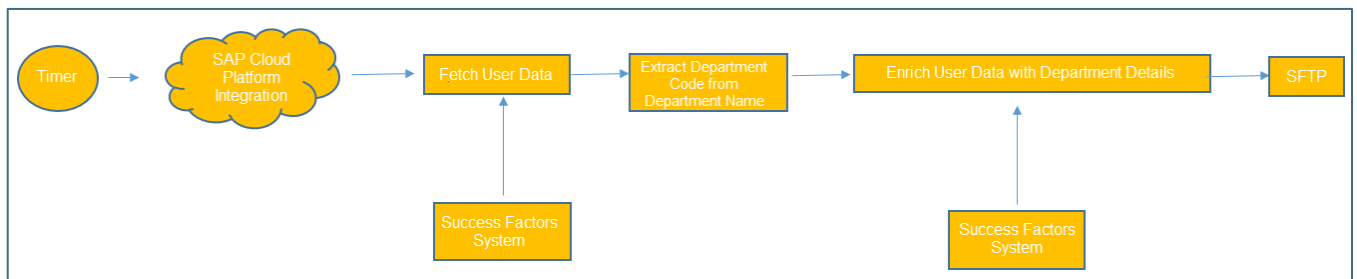 Timer
SAP Cloud
Platform
Integration
Fetch User Data
Extract Department
Code from
Department Name
Enrich User Data with Department Details
SFTP
Success Factors
System
Success Factors
System